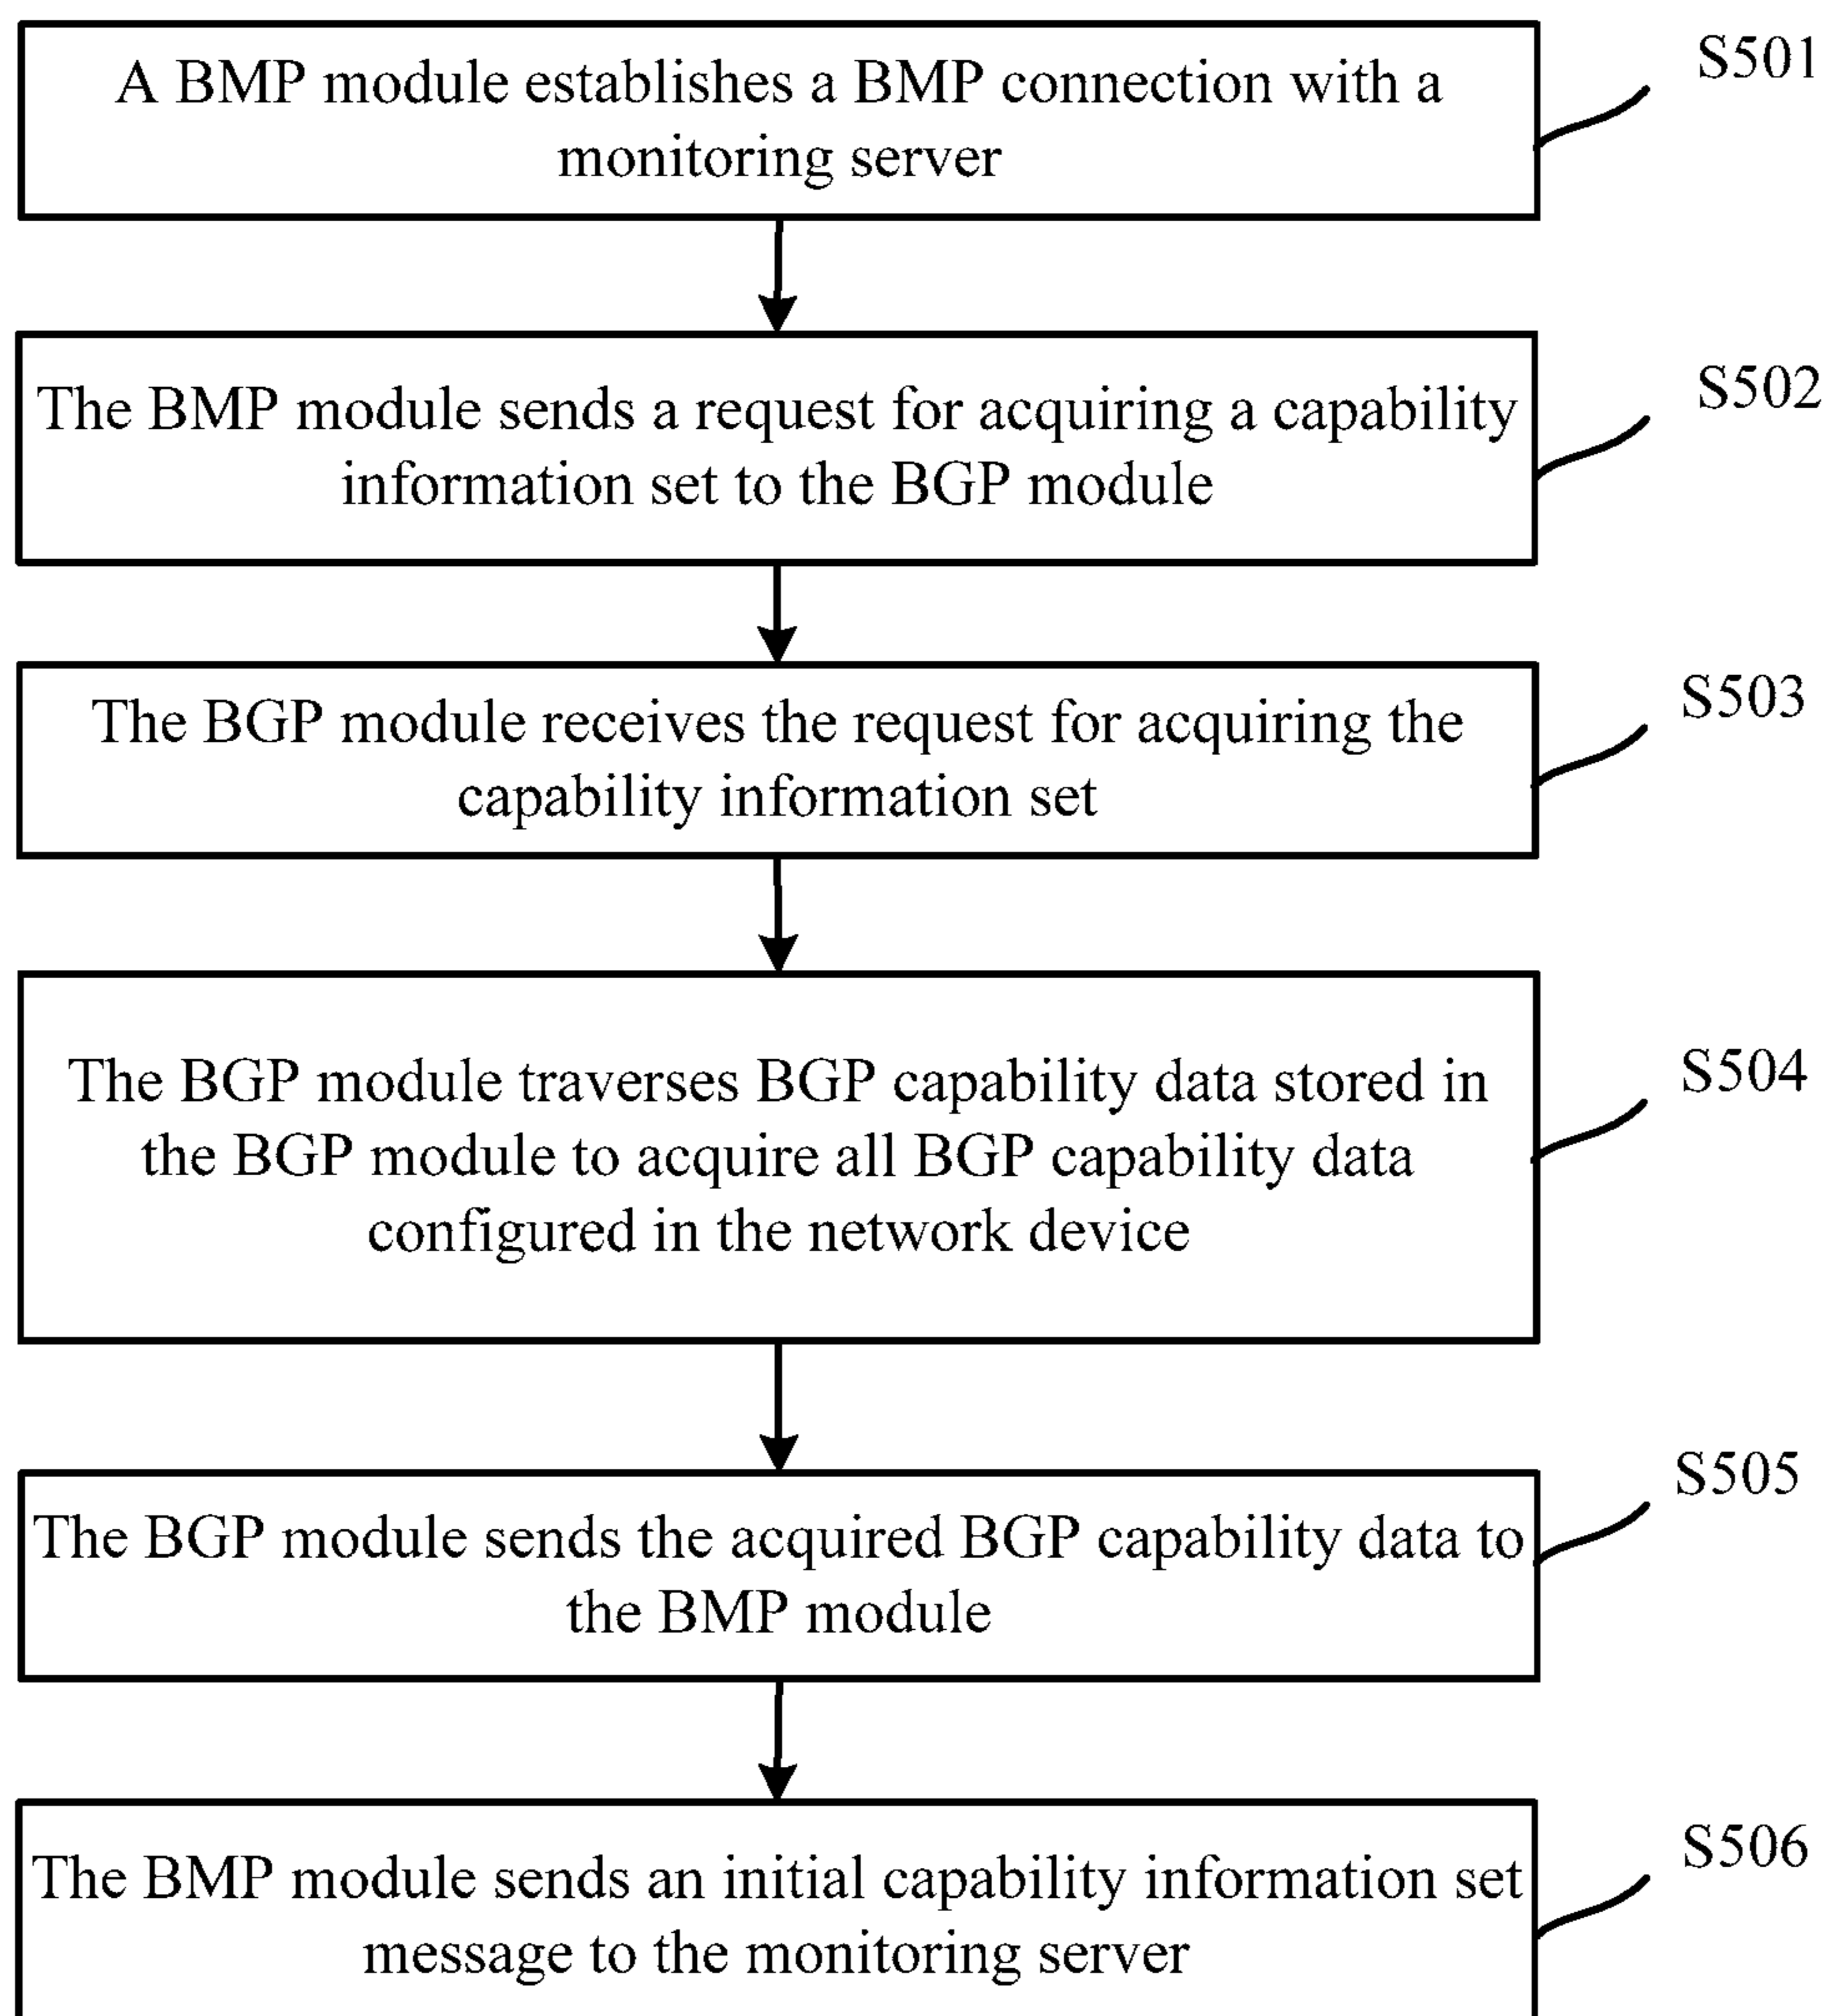 A BMP module establishes a BMP connection with a
monitoring server
S501
The BMP module sends a request for acquiring a capability
information set to the BGP module
S502
The BGP module receives the request for acquiring the
capability information set
S503
The BGP module traverses BGP capability data stored in
the BGP module to acquire all BGP capability data
configured in the network device
S504
The BGP module sends the acquired BGP capability data to
the BMP module
S505
The BMP module sends an initial capability information set
message to the monitoring server
S506